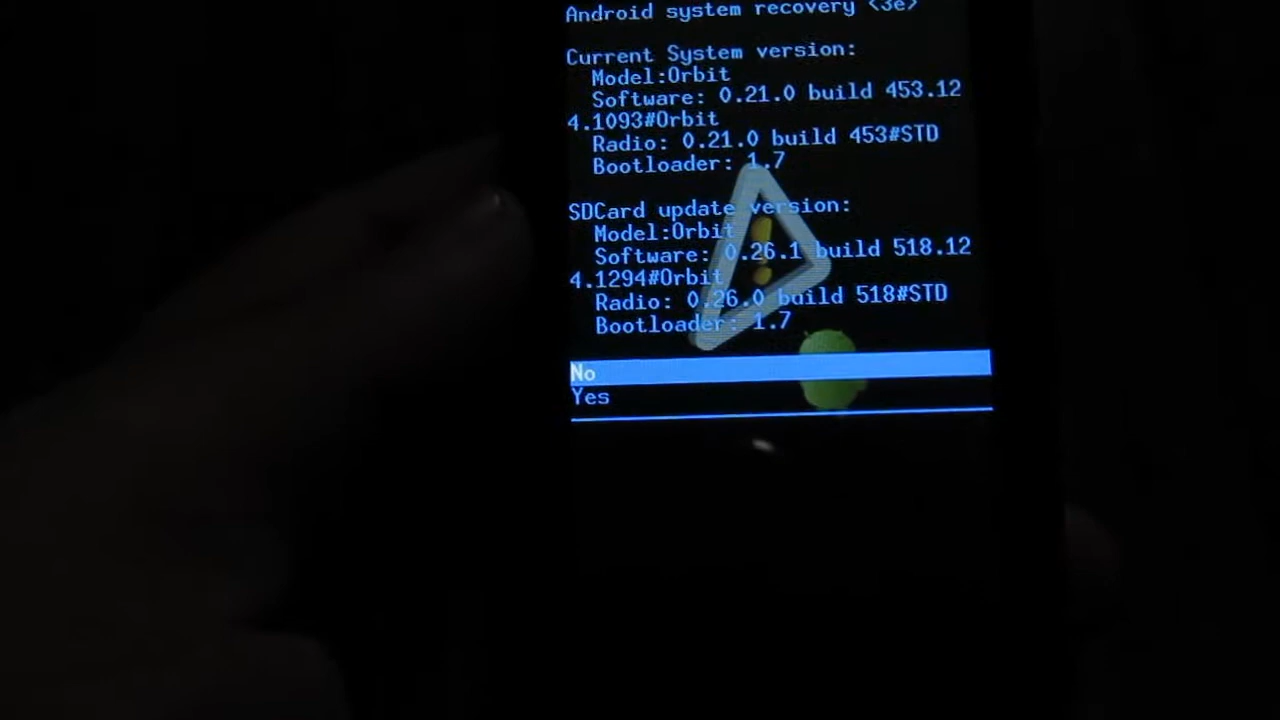 Android system recovery <3e>
Current System version:
Model:Orbit
Software: 0.21.0 build 453.12
4.1093#Orbit
Radio: 0.21.0 build 453#STD
Bootloader: 1.7
SDCard update version:
Model:Orbit
Software: 0.26.1 build 518.12
4.1294#Orbit
Radio: 0.26.0 build 518#STD
Bootloader: 1.7
No
Yes